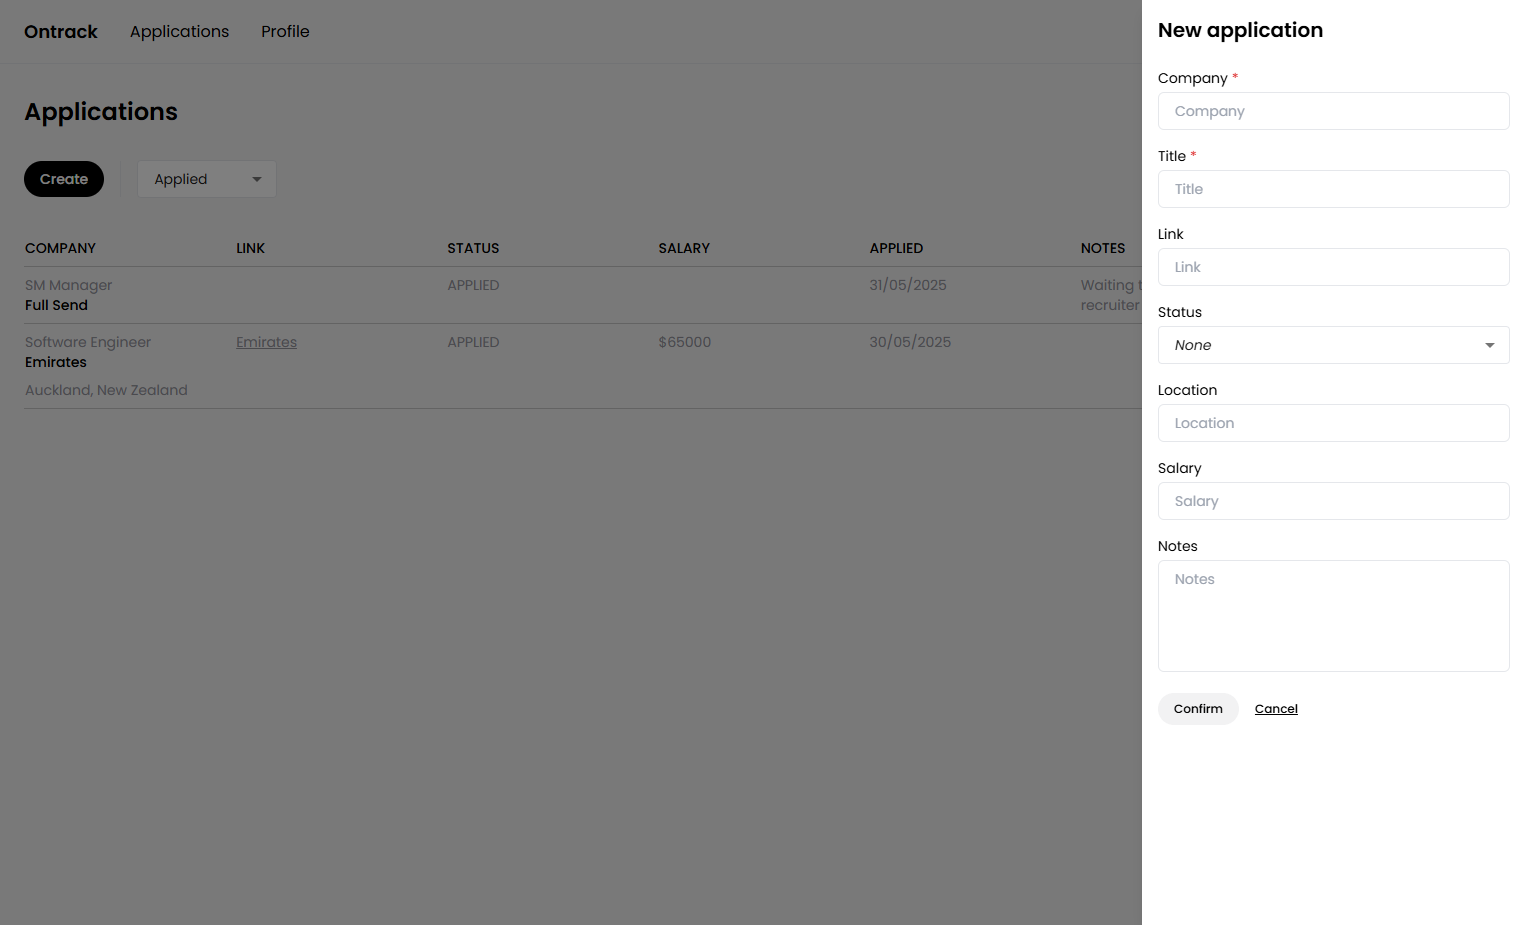 Ontrack Applications Profile
Applications
Create Applied
COMPANY LINK STATUS SALARY APPLIED NOTES
SM Manager APPLIED 31/05/2025 Waiting
Full Send recruiter
Software Engineer Emirates APPLIED $65000 30/05/2025
Emirates
Auckland, New Zealand
New application
Company *
Company
Title *
Title
Link
Link
Status
None
Location
Location
Salary
Salary
Notes
Notes
Confirm Cancel